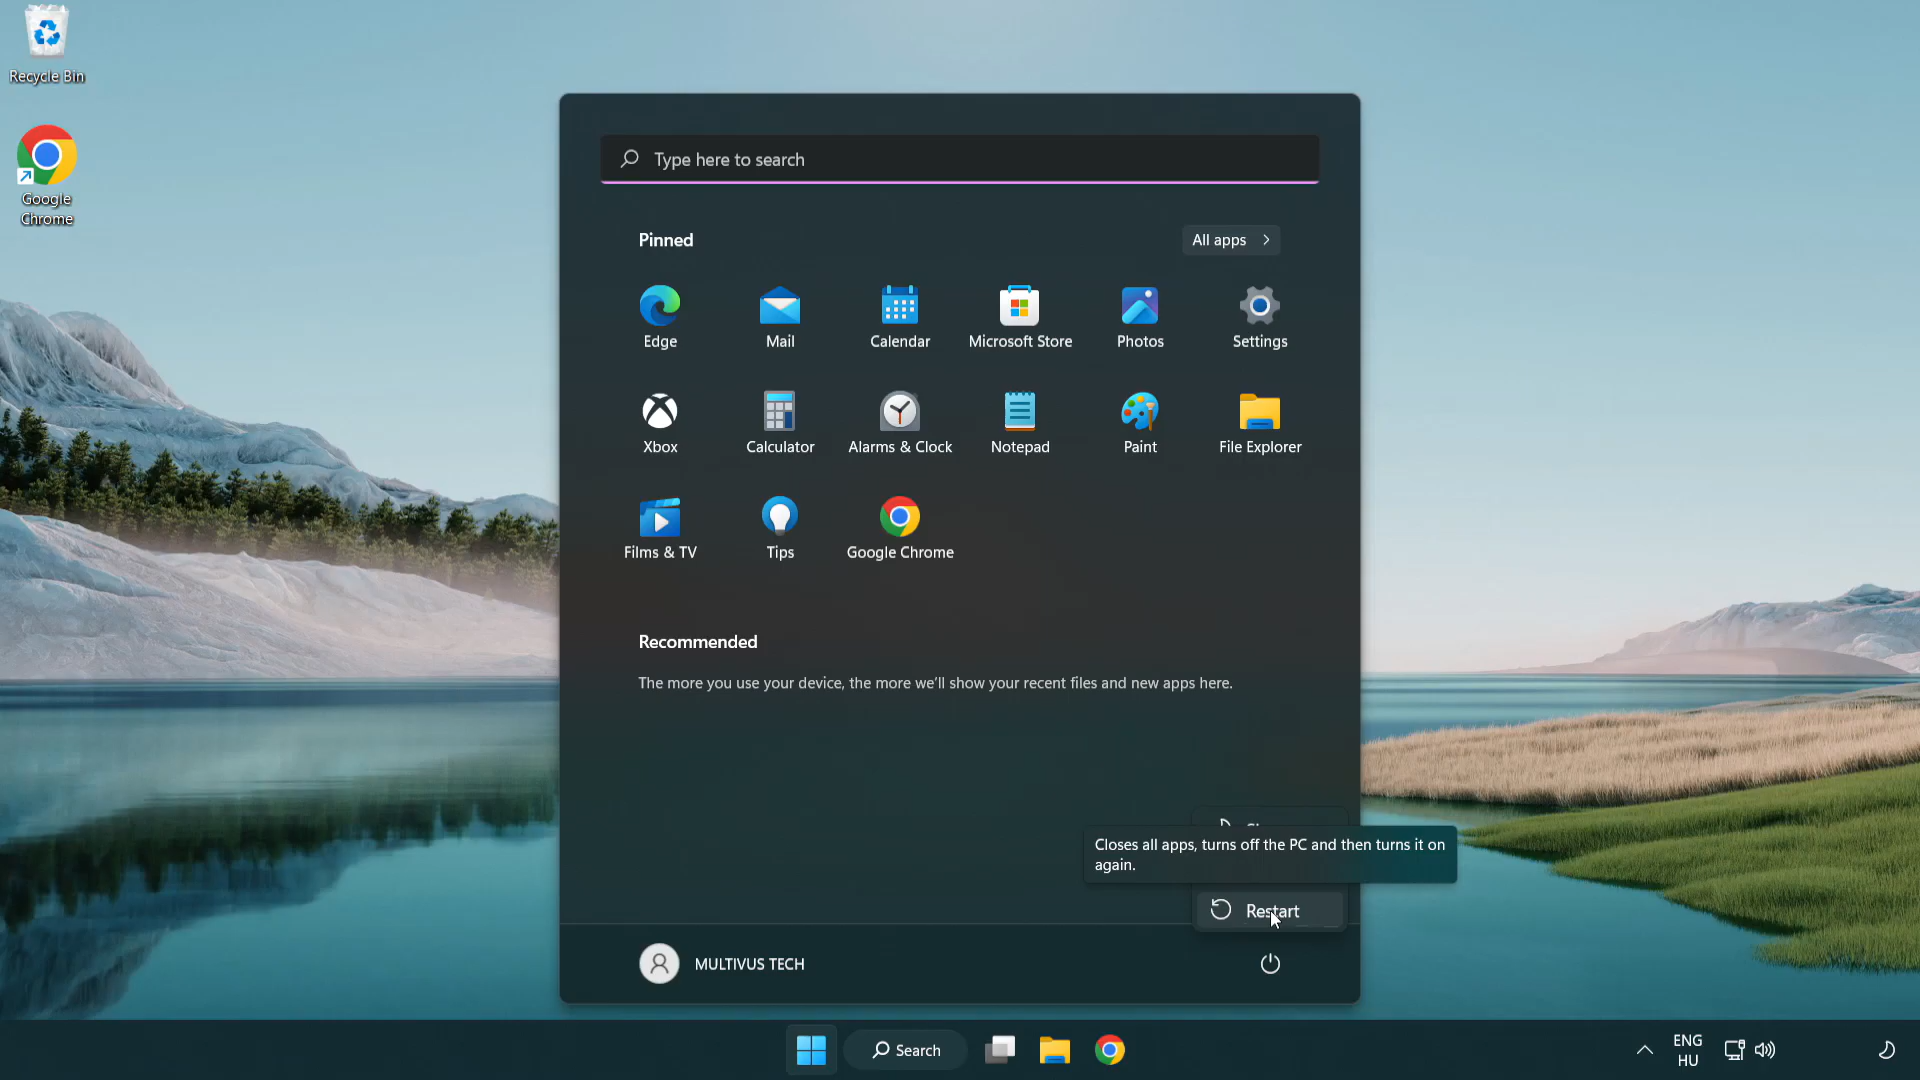 Recycle Bin
Google
Chrome
Type here to search
Pinned
All apps
Edge
Mail
Calendar
Microsoft Store
Photos
Settings
Xbox
Calculator
Alarms & Clock
Notepad
Paint
File Explorer
Films & TV
Tips
Google Chrome
Recommended
The more you use your device, the more we'll show your recent files and new apps here.
Closes all apps, turns off the PC and then turns it on
again.
Restart
MULTIVUS TECH
Search
ENG
HU